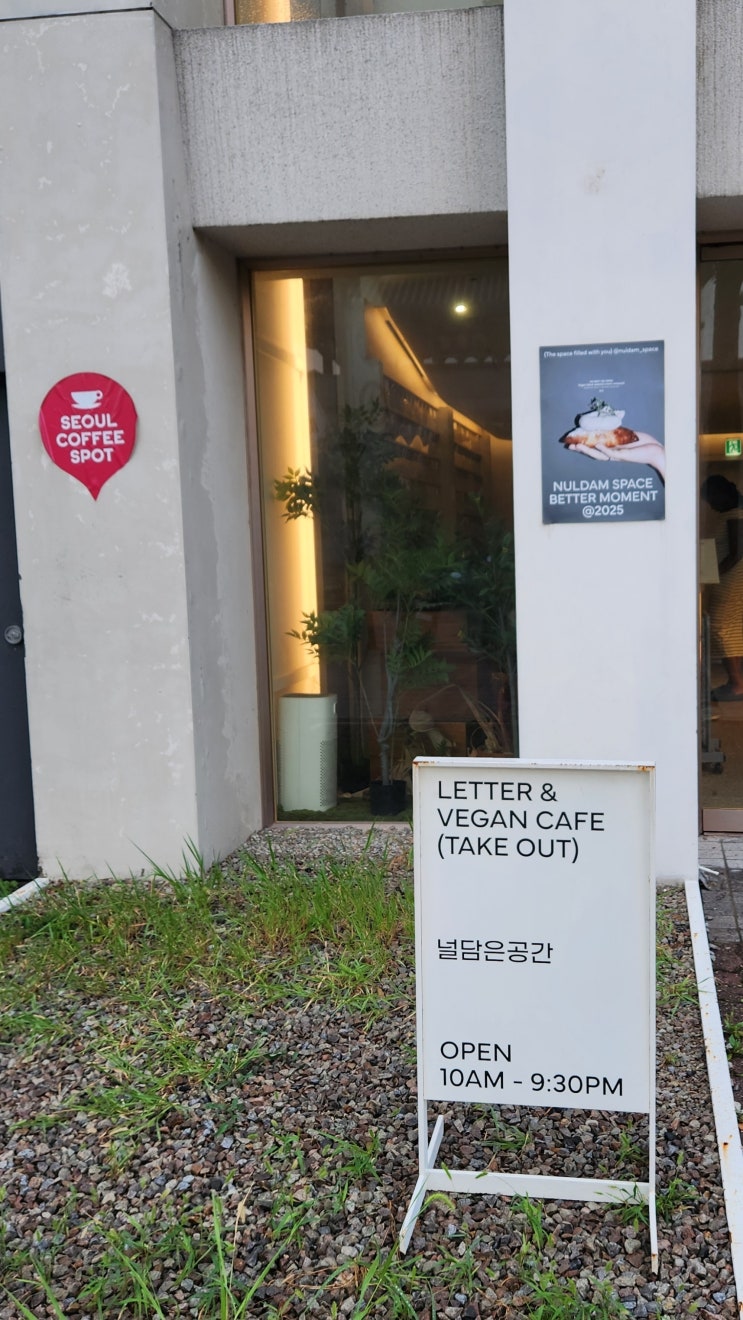 SEOUL
COFFEE
SPOT
(The space filled with you) @nuldam_space
NULDAM SPACE
BETTER MOMENT
@2025
LETTER &
VEGAN CAFE
(TAKE OUT)
널담은공간
OPEN
10AM - 9:30PM